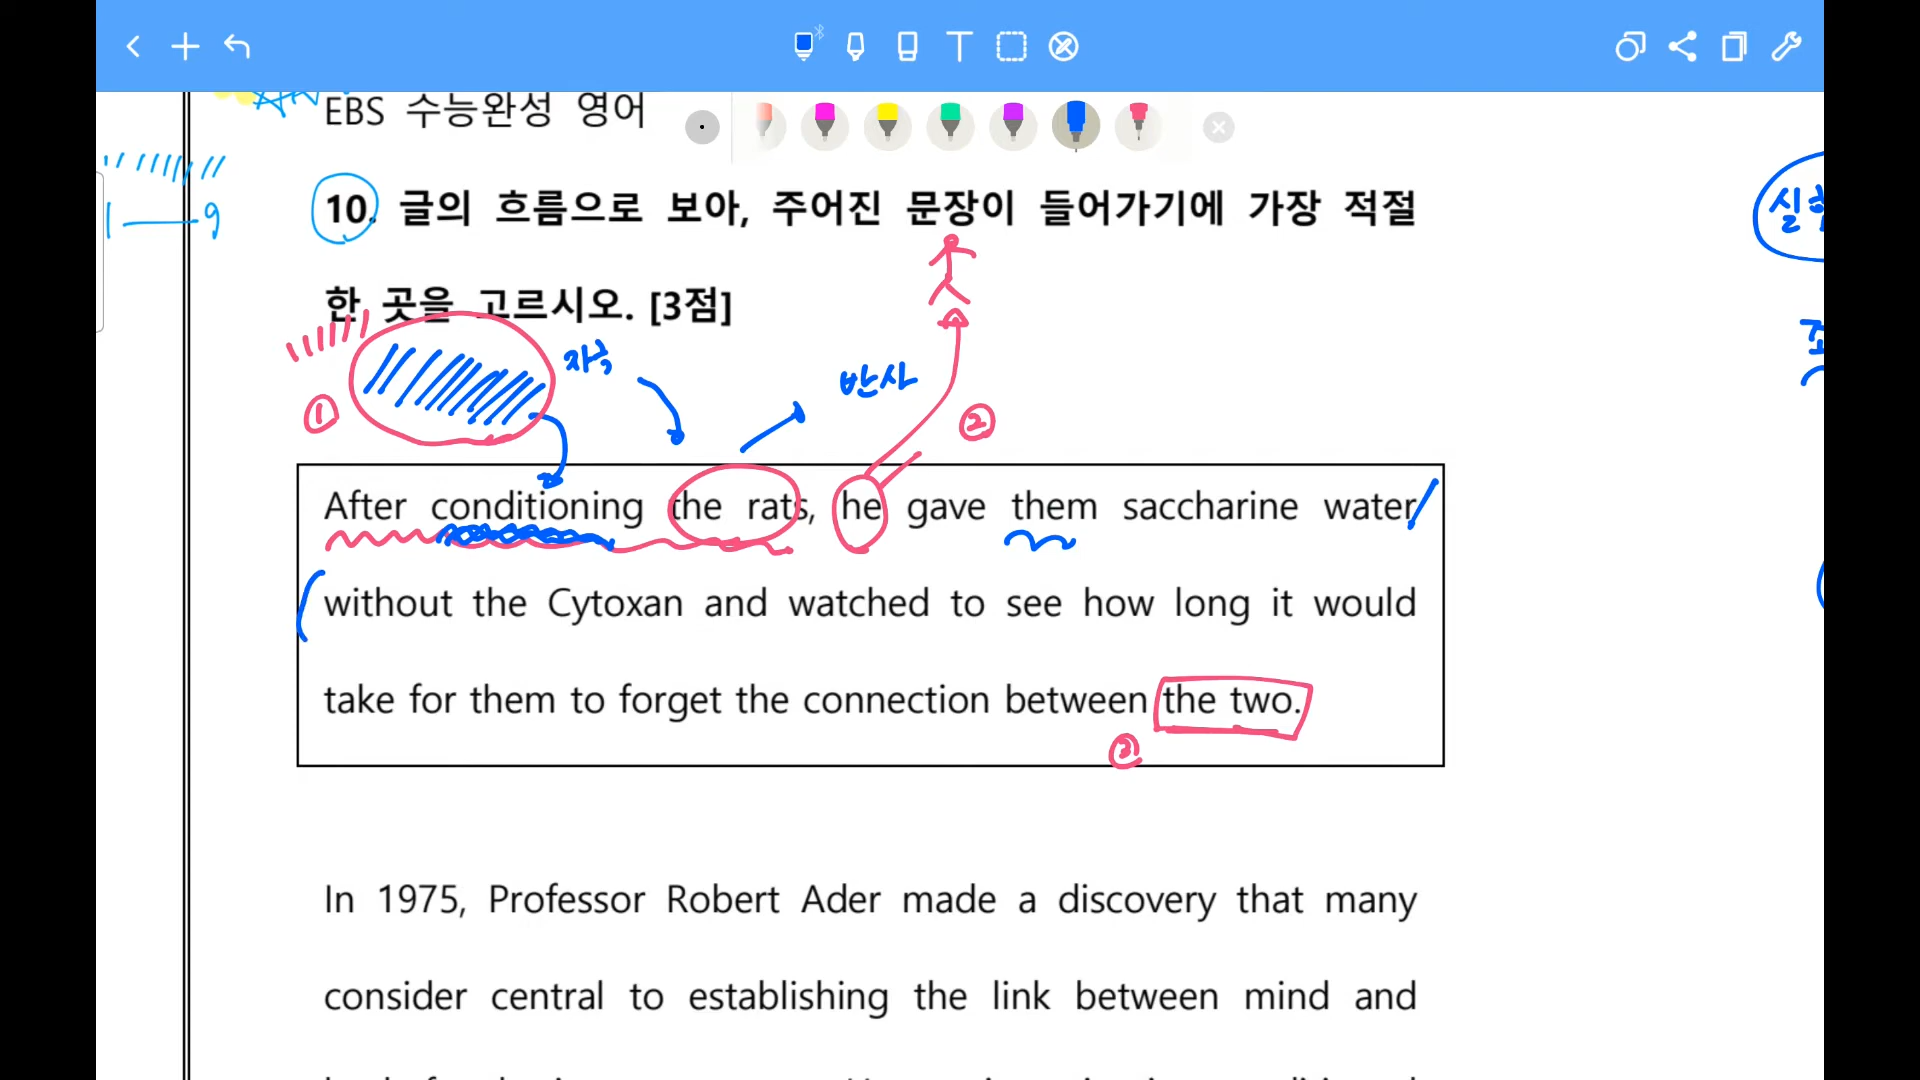 EBS 수능완성 영어
1 9
10. 글의 흐름으로 보아, 주어진 문장이 들어가기에 가장 적절
한 곳을 고르시오. [3점]
자극
반사
①
②
After conditioning the rats, he gave them saccharine water
without the Cytoxan and watched to see how long it would
take for them to forget the connection between the two.
In 1975, Professor Robert Ader made a discovery that many
consider central to establishing the link between mind and